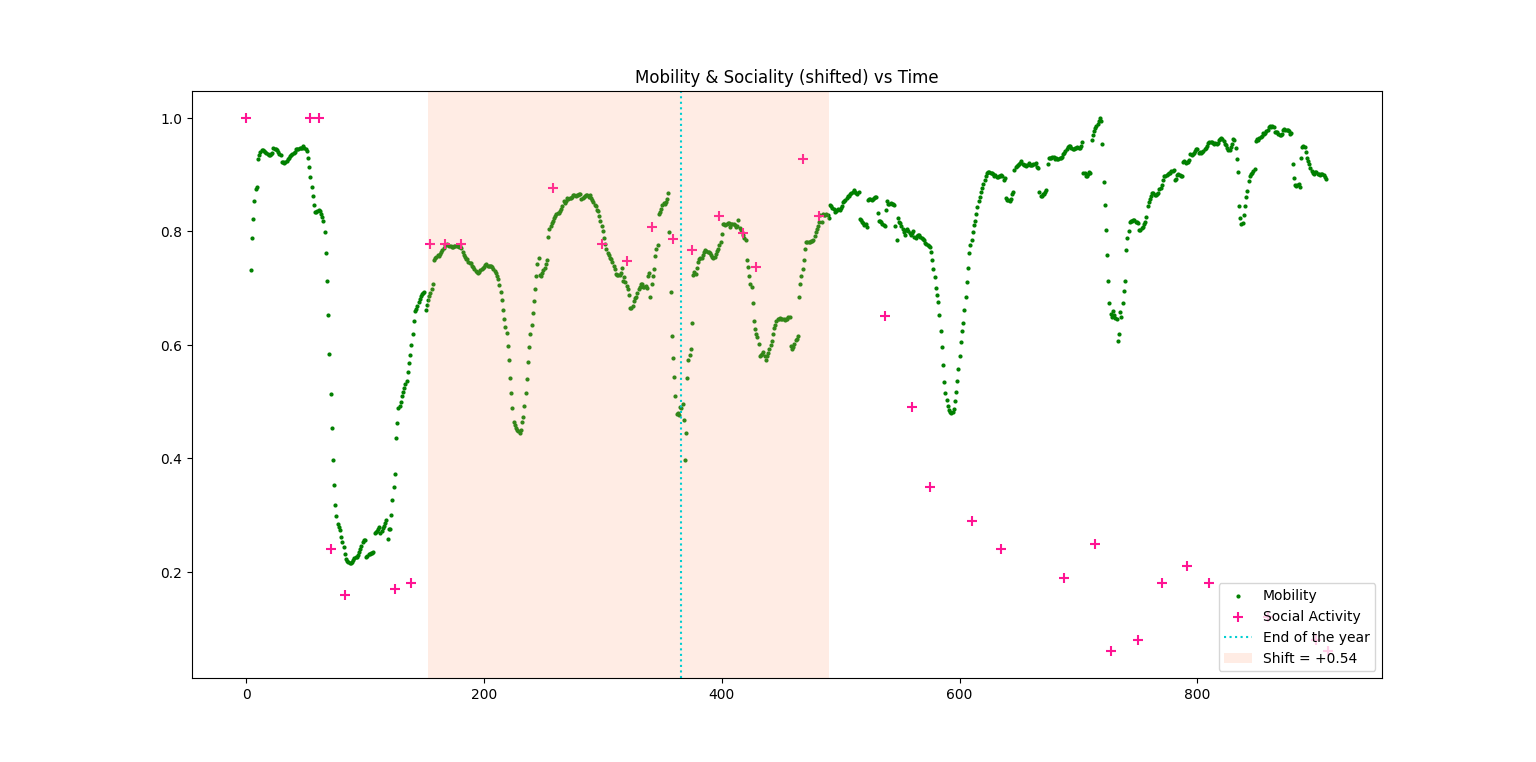 Mobility & Sociality (shifted) vs Time
1.0
0.8
0.6
0.4
0.2
0
200
400
600
800
Mobility
Social Activity
End of the year
Shift = +0.54